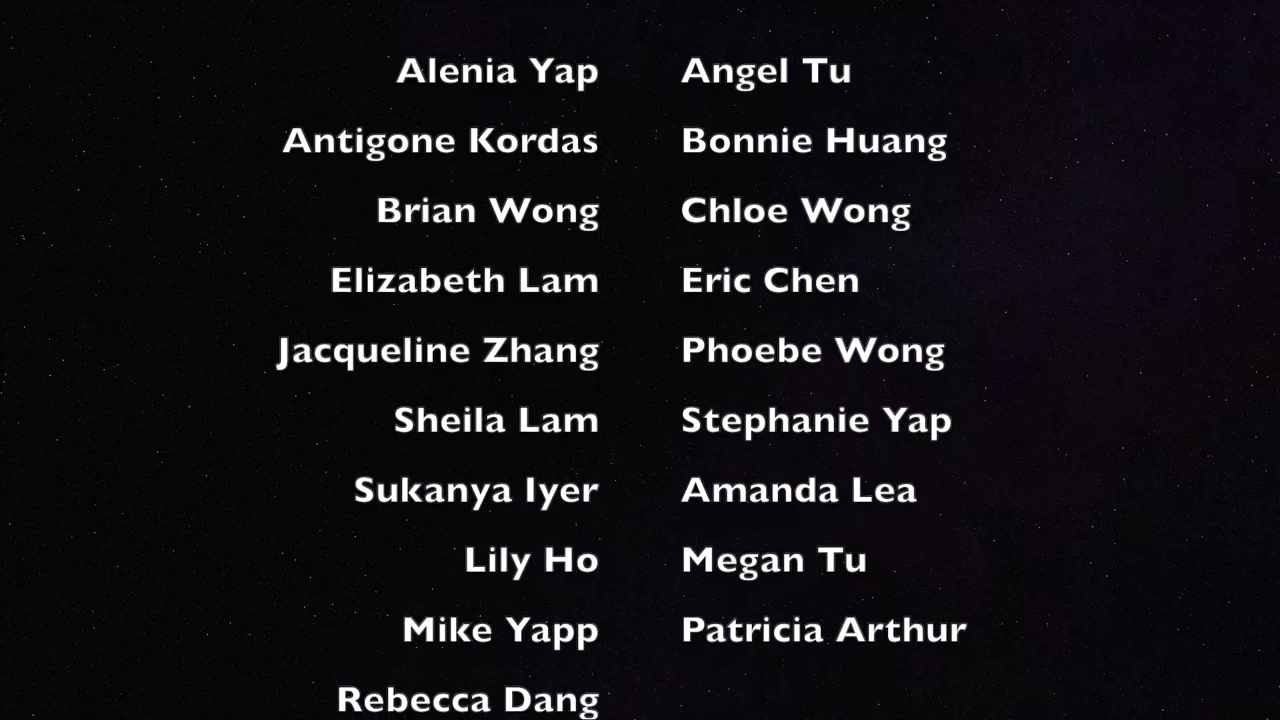 Alenia Yap Angel Tu
Antigone Kordas Bonnie Huang
Brian Wong Chloe Wong
Elizabeth Lam Eric Chen
Jacqueline Zhang Phoebe Wong
Sheila Lam Stephanie Yap
Sukanya Iyer Amanda Lea
Lily Ho Megan Tu
Mike Yapp Patricia Arthur
Rebecca Dang